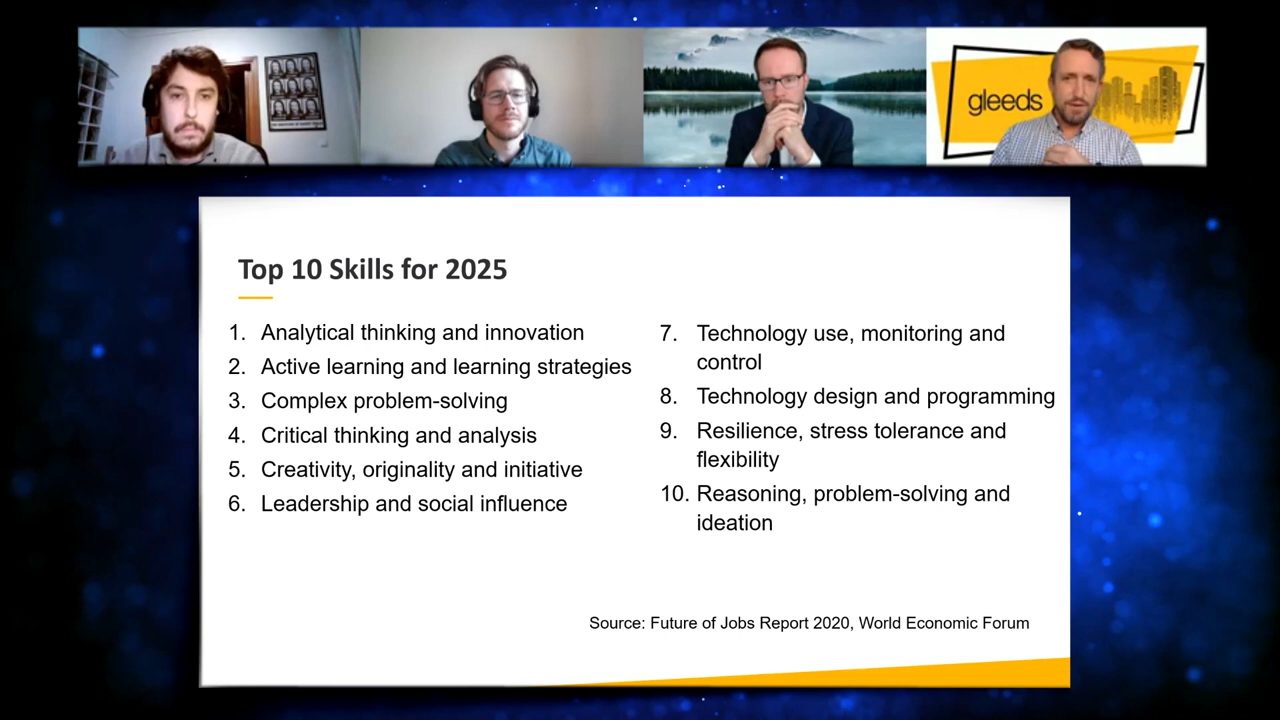 gleeds
Top 10 Skills for 2025
1. Analytical thinking and innovation
2. Active learning and learning strategies
3. Complex problem-solving
4. Critical thinking and analysis
5. Creativity, originality and initiative
6. Leadership and social influence
7. Technology use, monitoring and
control
8. Technology design and programming
9. Resilience, stress tolerance and
flexibility
10. Reasoning, problem-solving and
ideation
Source: Future of Jobs Report 2020, World Economic Forum